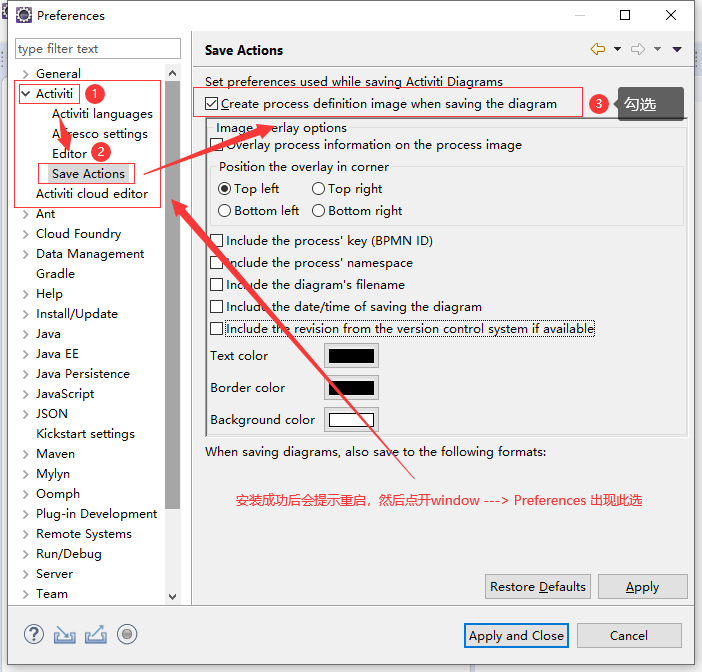 Preferences
type filter text
General
Activiti
1
Activiti languages
Alfresco settings
Editor
2
Save Actions
Activiti cloud editor
Ant
Cloud Foundry
Data Management
Gradle
Help
Install/Update
Java
Java EE
Java Persistence
JavaScript
JSON
Kickstart settings
Maven
Mylyn
Oomph
Plug-in Development
Remote Systems
Run/Debug
Server
Team
Save Actions
Set preferences used while saving Activiti Diagrams
Create process definition image when saving the diagram
3
勾选
Image overlay options
Overlay process information on the process image
Position the overlay in corner
Top left
Top right
Bottom left
Bottom right
Include the process' key (BPMN ID)
Include the process' namespace
Include the diagram's filename
Include the date/time of saving the diagram
Include the revision from the version control system if available
Text color
Border color
Background color
When saving diagrams, also save to the following formats:
安装成功后会提示重启，然后点开window ---> Preferences 出现此选
Restore Defaults
Apply
Apply and Close
Cancel